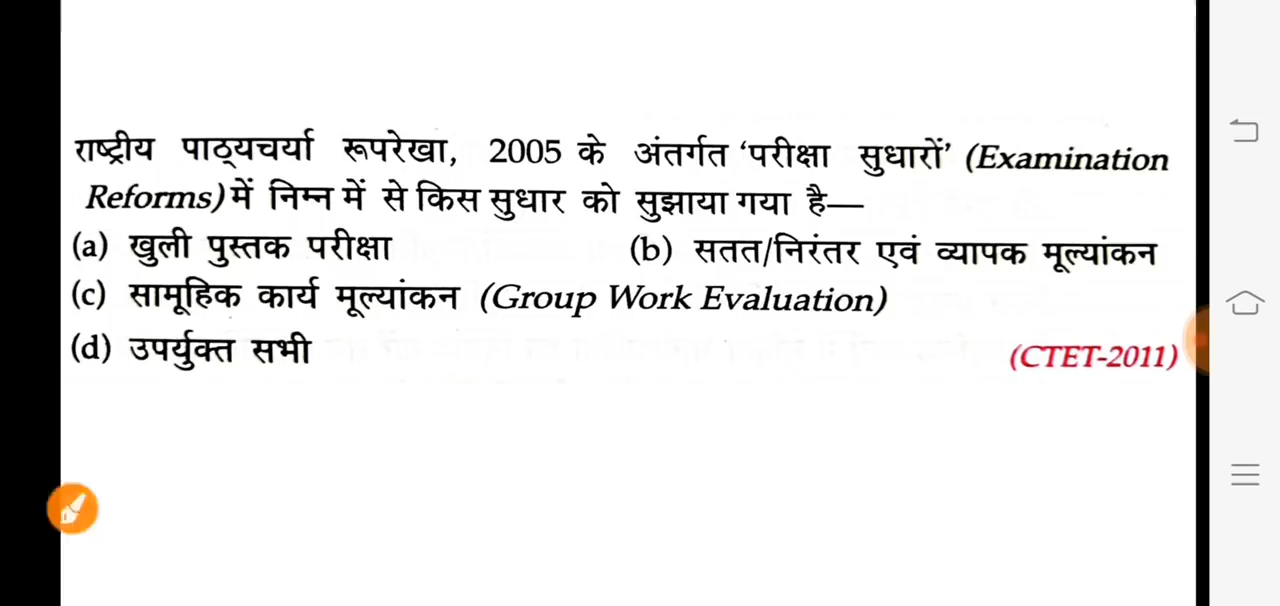 राष्ट्रीय पाठ्यचर्या रूपरेखा, 2005 के अंतर्गत ‘परीक्षा सुधारों’ (Examination
Reforms) में निम्न में से किस सुधार को सुझाया गया है—
(a) खुली पुस्तक परीक्षा (b) सतत/निरंतर एवं व्यापक मूल्यांकन
(c) सामूहिक कार्य मूल्यांकन (Group Work Evaluation)
(d) उपर्युक्त सभी (CTET-2011)